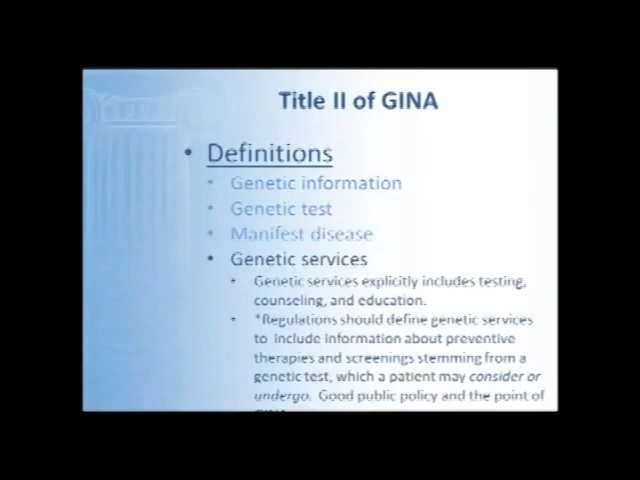 Title II of GINA
• Definitions
• Genetic information
• Genetic test
• Manifest disease
• Genetic services
• Genetic services explicitly includes testing,
counseling, and education.
• *Regulations should define genetic services
to include information about preventive
therapies and screenings stemming from a
genetic test, which a patient may consider or
undergo. Good public policy and the point of